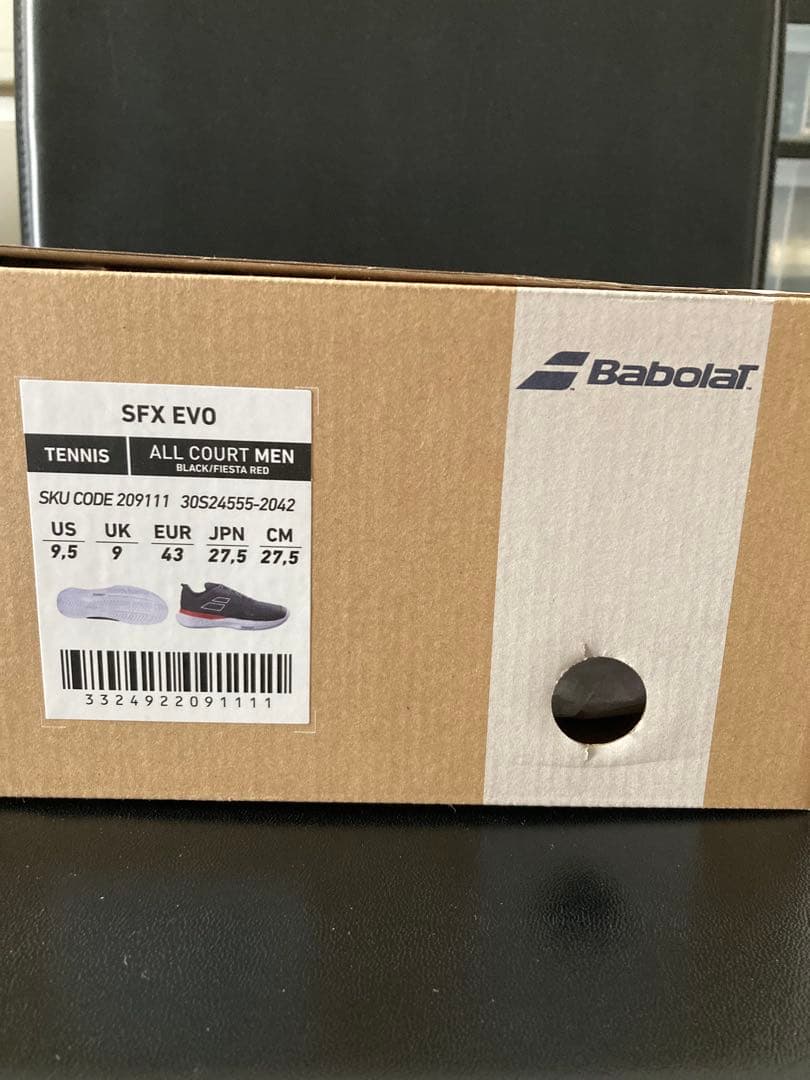 BabolaT
SFX EVO
TENNIS
ALL COURT MEN
BLACK/FIESTA RED
SKU CODE 209111 30S24555-2042
US UK EUR JPN CM
9,5 9 43 27,5 27,5
3324922091111